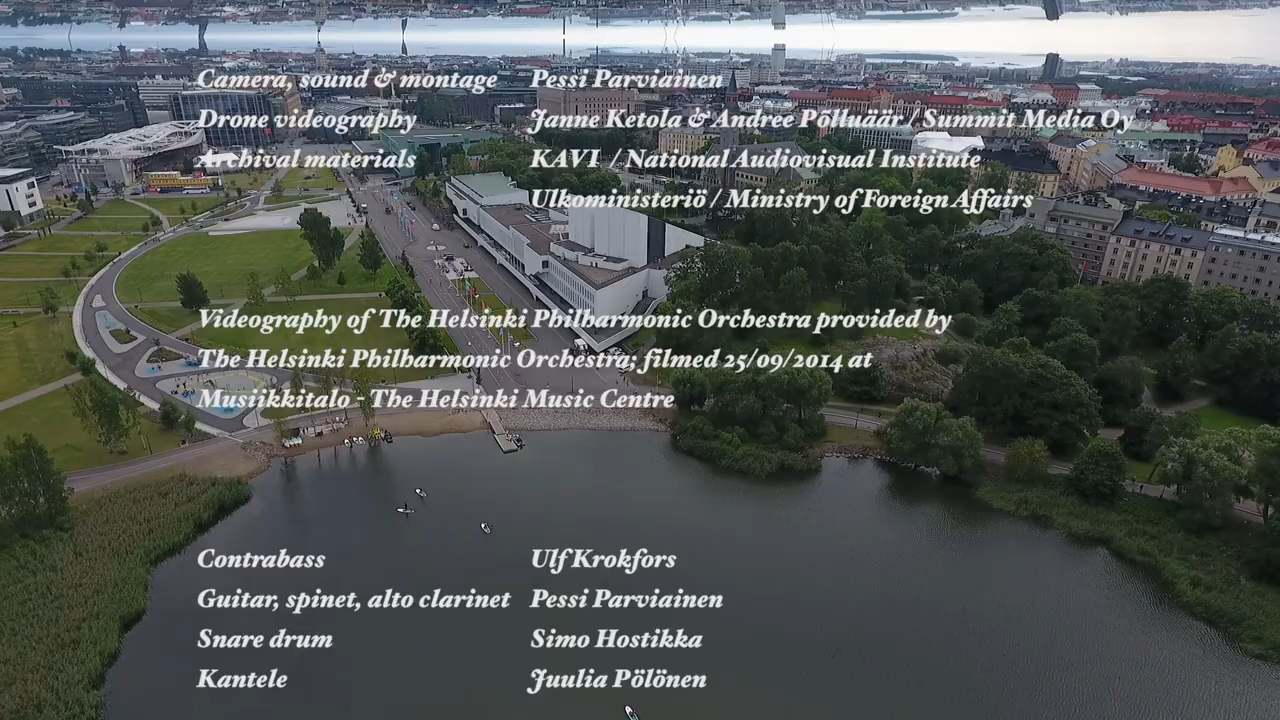 Camera, sound & montage Pessi Parviainen
Drone videography Janne Ketola & Andree Põlluäär / Summit Media Oy
Archival materials KAVI / National Audiovisual Institute
Ulkoministeriö / Ministry of Foreign Affairs
Videography of The Helsinki Philharmonic Orchestra provided by
The Helsinki Philharmonic Orchestra; filmed 25/09/2014 at
Musiikkitalo - The Helsinki Music Centre
Contrabass Ulf Krokfors
Guitar, spinet, alto clarinet Pessi Parviainen
Snare drum Simo Hostikka
Kantele Juulia Pölönen